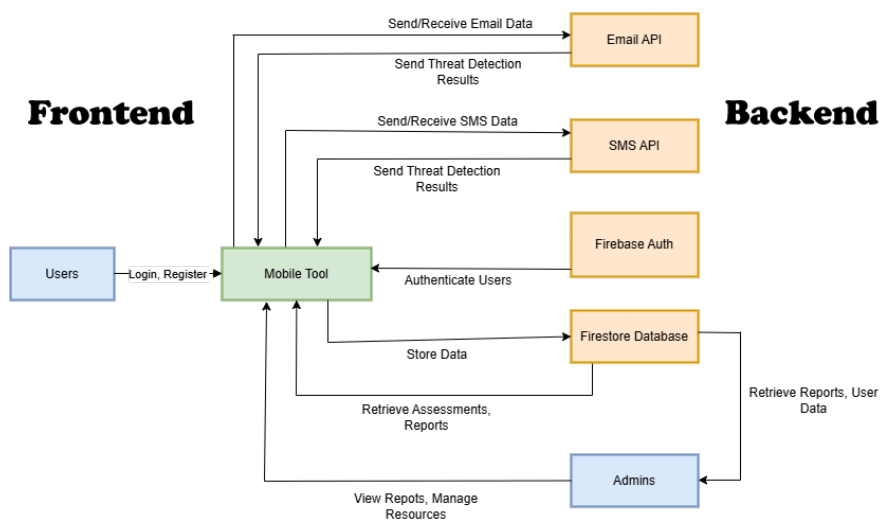 Send/Receive Email Data
Email API
Send Threat Detection
Results
Frontend
Backend
Send/Receive SMS Data
SMS API
Send Threat Detection
Results
Users
Login, Register
Mobile Tool
Firebase Auth
Authenticate Users
Firestore Database
Store Data
Retrieve Assessments,
Reports
Retrieve Reports, User
Data
Admins
View Repots, Manage
Resources